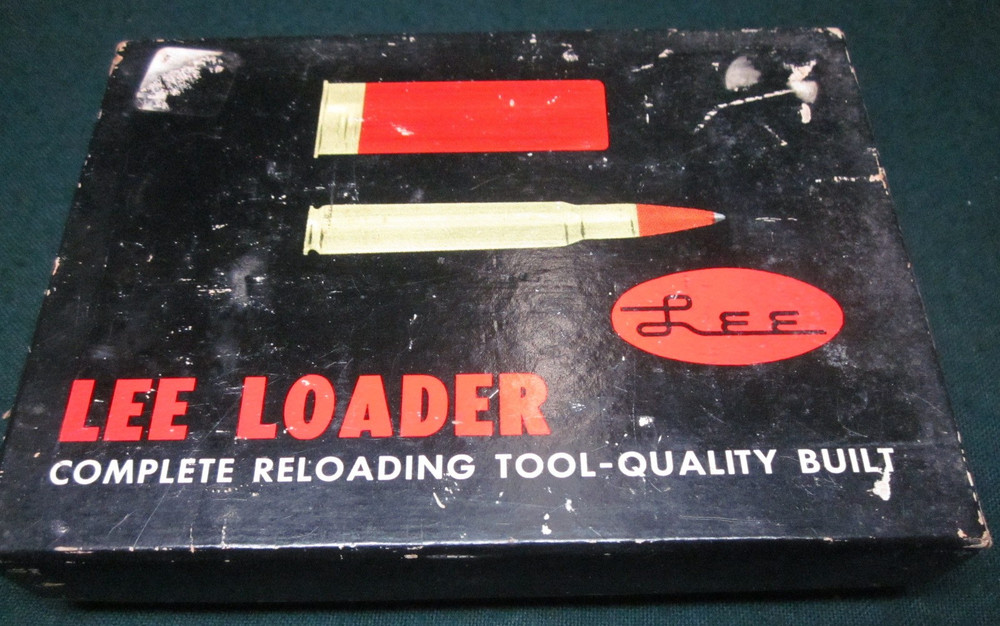 LEE
LEE LOADER
COMPLETE RELOADING TOOL-QUALITY BUILT